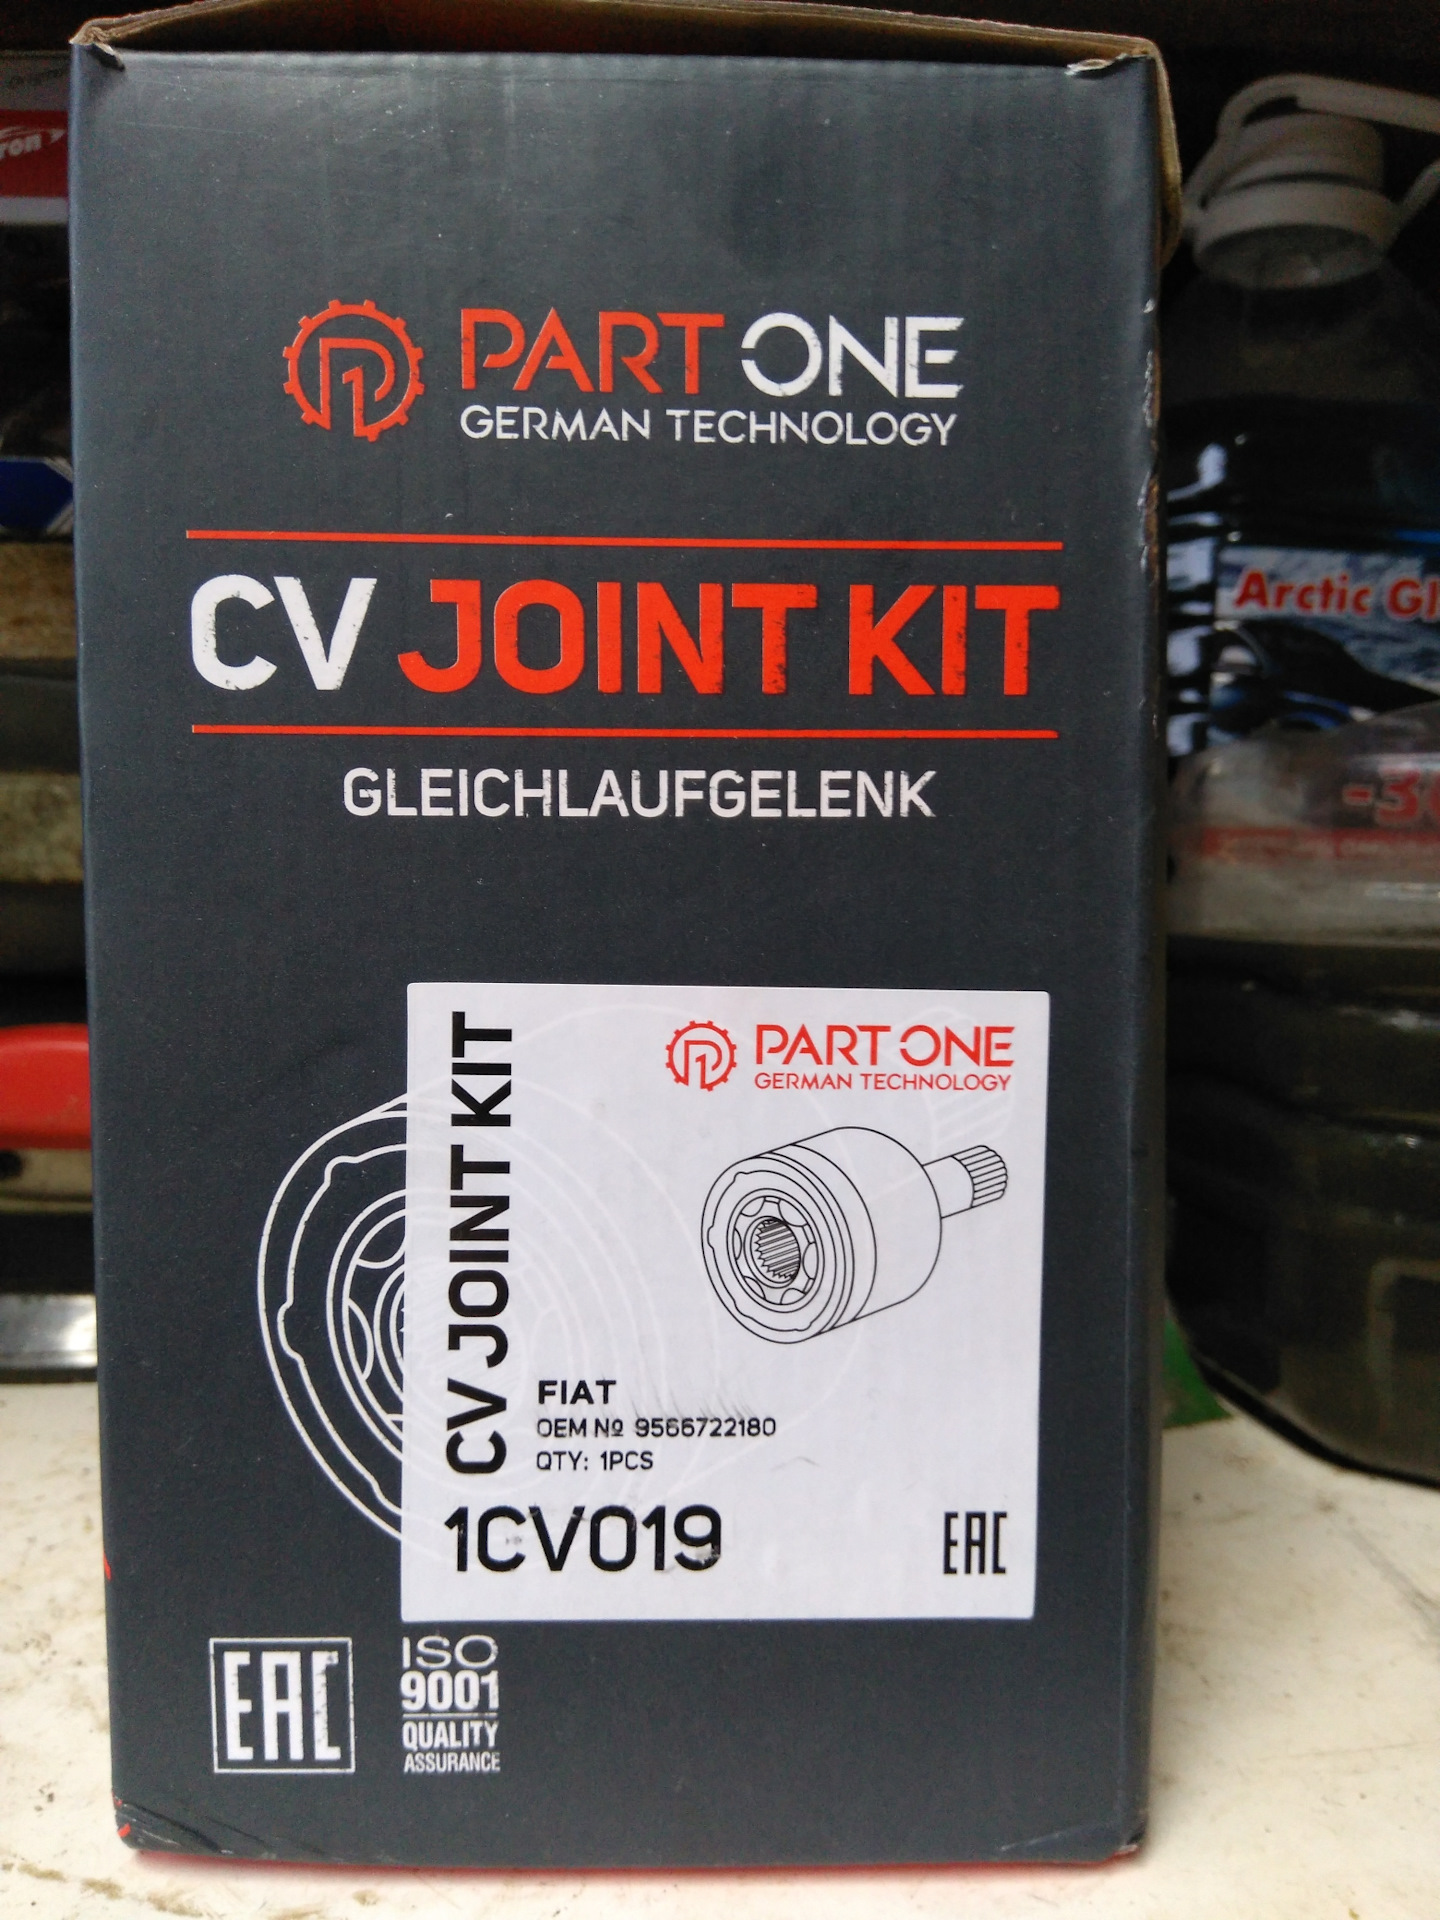 PART ONE
GERMAN TECHNOLOGY
CV JOINT KIT
GLEICHLAUFGELENK
PART ONE
GERMAN TECHNOLOGY
CV JOINT KIT
FIAT
OEM № 9566722180
QTY: 1PCS
1CV019
EAC
EAC
ISO
9001
QUALITY
ASSURANCE
Arctic